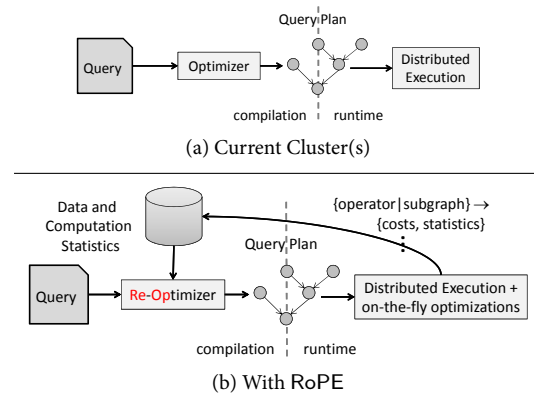 Query Plan
Query
Optimizer
Distributed
Execution
compilation
runtime
(a) Current Cluster(s)
Data and
Computation
Statistics
{operator|subgraph} →
{costs, statistics}
Query Plan
Query
Re-Optimizer
Distributed Execution +
on-the-fly optimizations
compilation
runtime
(b) With RoPE